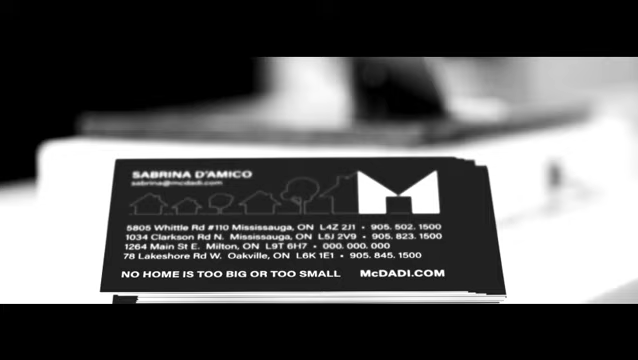 SABRINA D'AMICO
sabrina@mcdadi.com
5805 Whittle Rd #110 Mississauga, ON L4Z 2J1 • 905. 502. 1500
1034 Clarkson Rd N. Mississauga, ON L5J 2V9 • 905. 823. 1500
1264 Main St E. Milton, ON L9T 6H7 • 000. 000. 000
78 Lakeshore Rd W. Oakville, ON L6K 1E1 • 905. 845. 1500
NO HOME IS TOO BIG OR TOO SMALL McDADI.COM